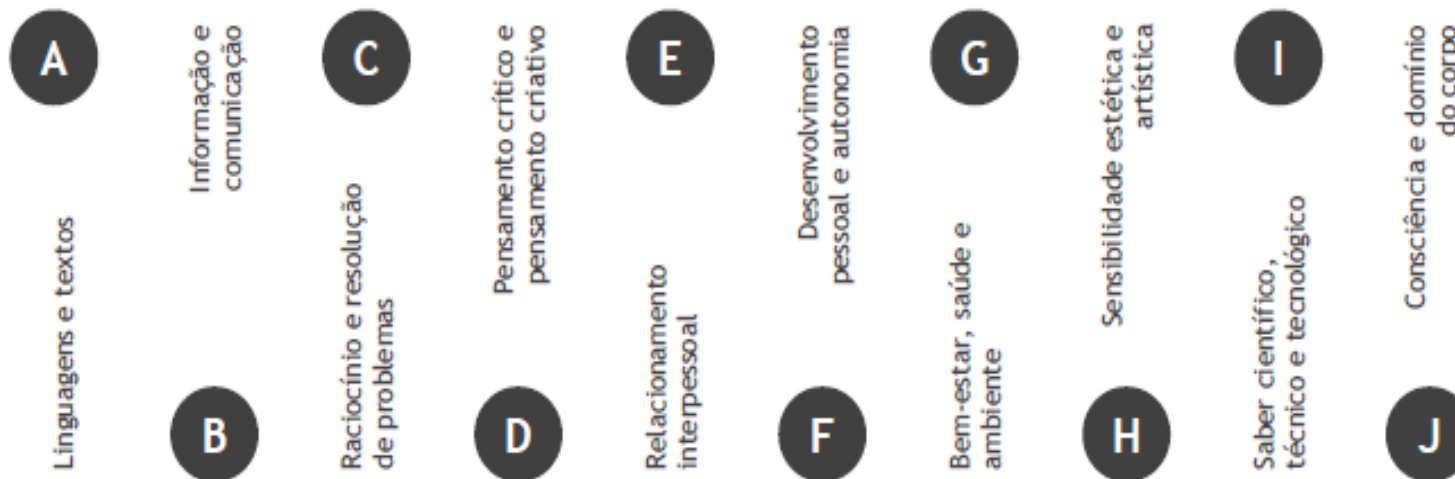 A
Linguagens e textos
Informação e
comunicação
B
C
Raciocínio e resolução
de problemas
Pensamento crítico e
pensamento criativo
D
E
Relacionamento
interpessoal
Desenvolvimento
pessoal e autonomia
F
G
Bem-estar, saúde e
ambiente
Sensibilidade estética e
artística
H
I
Saber científico,
técnico e tecnológico
Consciência e domínio
do corpo
J